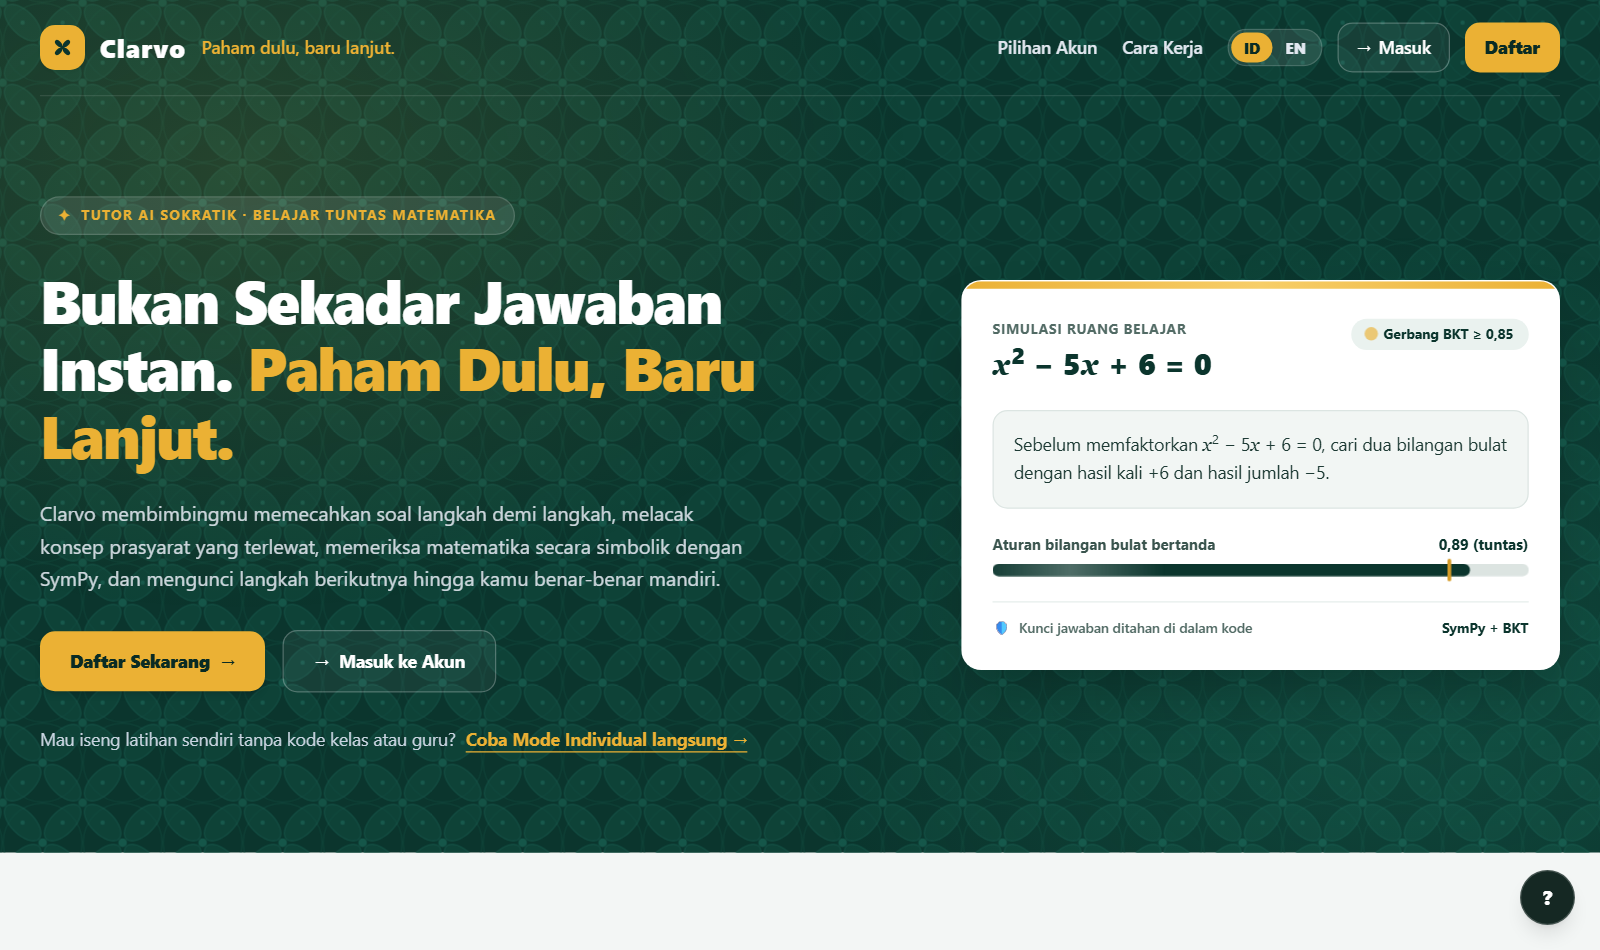 Clarvo Paham dulu, baru lanjut.
Pilihan Akun Cara Kerja ID EN → Masuk Daftar
✦ TUTOR AI SOKRATIK · BELAJAR TUNTAS MATEMATIKA
Bukan Sekadar Jawaban
Instan. Paham Dulu, Baru
Lanjut.
Clarvo membimbingmu memecahkan soal langkah demi langkah, melacak
konsep prasyarat yang terlewat, memeriksa matematika secara simbolik dengan
SymPy, dan mengunci langkah berikutnya hingga kamu benar-benar mandiri.
Daftar Sekarang → → Masuk ke Akun
Mau iseng latihan sendiri tanpa kode kelas atau guru? Coba Mode Individual langsung →
SIMULASI RUANG BELAJAR
Gerbang BKT ≥ 0,85
x² − 5x + 6 = 0
Sebelum memfaktorkan x² − 5x + 6 = 0, cari dua bilangan bulat
dengan hasil kali +6 dan hasil jumlah −5.
Aturan bilangan bulat bertanda 0,89 (tuntas)
Kunci jawaban ditahan di dalam kode SymPy + BKT
?